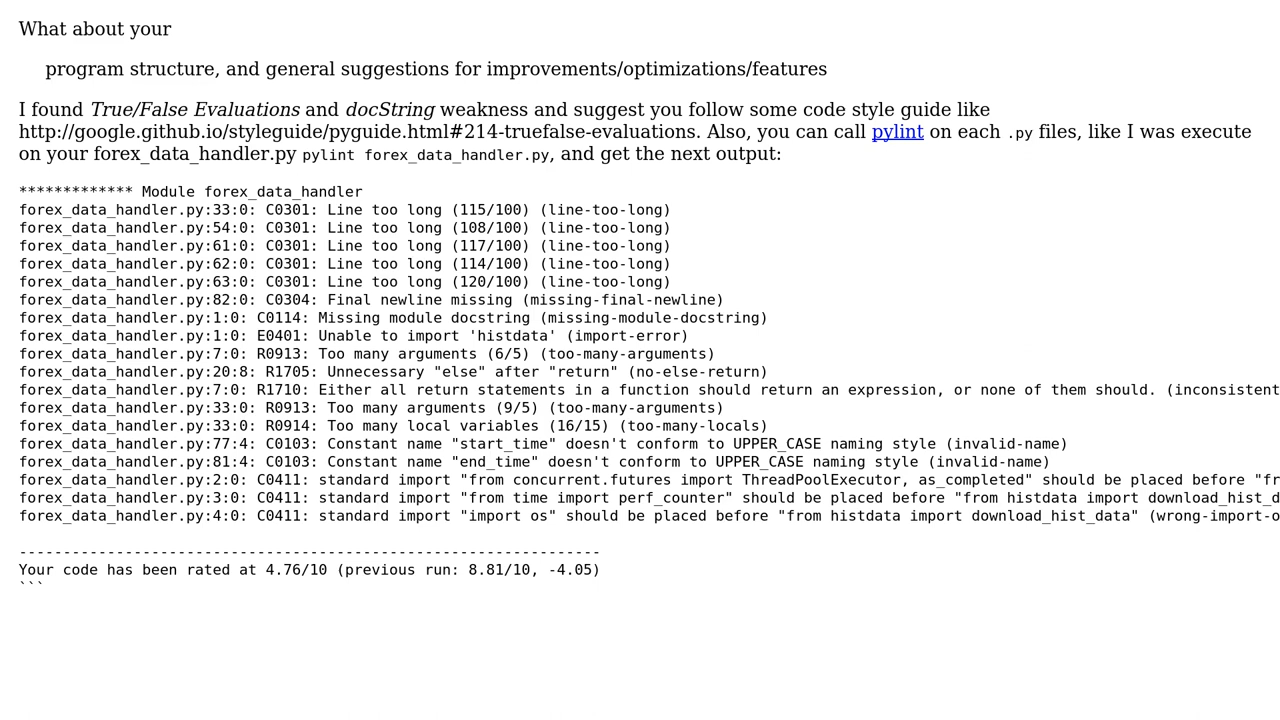 What about your
program structure, and general suggestions for improvements/optimizations/features
I found True/False Evaluations and docString weakness and suggest you follow some code style guide like
http://google.github.io/styleguide/pyguide.html#214-truefalse-evaluations. Also, you can call pylint on each .py files, like I was execute
on your forex_data_handler.py pylint forex_data_handler.py, and get the next output:
************* Module forex_data_handler
forex_data_handler.py:33:0: C0301: Line too long (115/100) (line-too-long)
forex_data_handler.py:54:0: C0301: Line too long (108/100) (line-too-long)
forex_data_handler.py:61:0: C0301: Line too long (117/100) (line-too-long)
forex_data_handler.py:62:0: C0301: Line too long (114/100) (line-too-long)
forex_data_handler.py:63:0: C0301: Line too long (120/100) (line-too-long)
forex_data_handler.py:82:0: C0304: Final newline missing (missing-final-newline)
forex_data_handler.py:1:0: C0114: Missing module docstring (missing-module-docstring)
forex_data_handler.py:1:0: E0401: Unable to import 'histdata' (import-error)
forex_data_handler.py:7:0: R0913: Too many arguments (6/5) (too-many-arguments)
forex_data_handler.py:20:8: R1705: Unnecessary "else" after "return" (no-else-return)
forex_data_handler.py:7:0: R1710: Either all return statements in a function should return an expression, or none of them should. (inconsistent
forex_data_handler.py:33:0: R0913: Too many arguments (9/5) (too-many-arguments)
forex_data_handler.py:33:0: R0914: Too many local variables (16/15) (too-many-locals)
forex_data_handler.py:77:4: C0103: Constant name "start_time" doesn't conform to UPPER_CASE naming style (invalid-name)
forex_data_handler.py:81:4: C0103: Constant name "end_time" doesn't conform to UPPER_CASE naming style (invalid-name)
forex_data_handler.py:2:0: C0411: standard import "from concurrent.futures import ThreadPoolExecutor, as_completed" should be placed before "fr
forex_data_handler.py:3:0: C0411: standard import "from time import perf_counter" should be placed before "from histdata import download_hist_d
forex_data_handler.py:4:0: C0411: standard import "import os" should be placed before "from histdata import download_hist_data" (wrong-import-o
------------------------------------------------------------------
Your code has been rated at 4.76/10 (previous run: 8.81/10, -4.05)
```